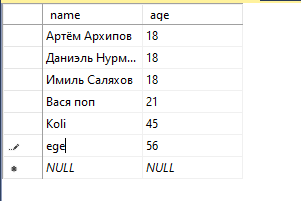 name age
Артём Архипов 18
Даниэль Нурм... 18
Имиль Саляхов 18
Вася поп 21
Koli 45
ege 56
NULL NULL